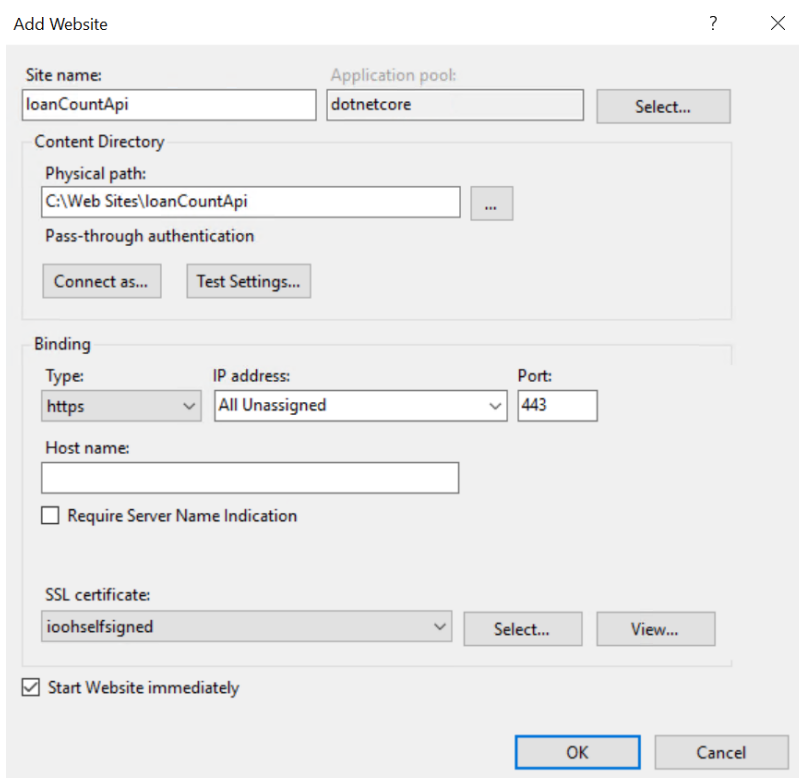 Add Website
?
Site name:
Application pool:
loanCountApi
dotnetcore
Select...
Content Directory
Physical path:
C:\Web Sites\loanCountApi
...
Pass-through authentication
Connect as...
Test Settings...
Binding
Type:
IP address:
Port:
https
All Unassigned
443
Host name:
Require Server Name Indication
SSL certificate:
ioohselfsigned
Select...
View...
Start Website immediately
OK
Cancel